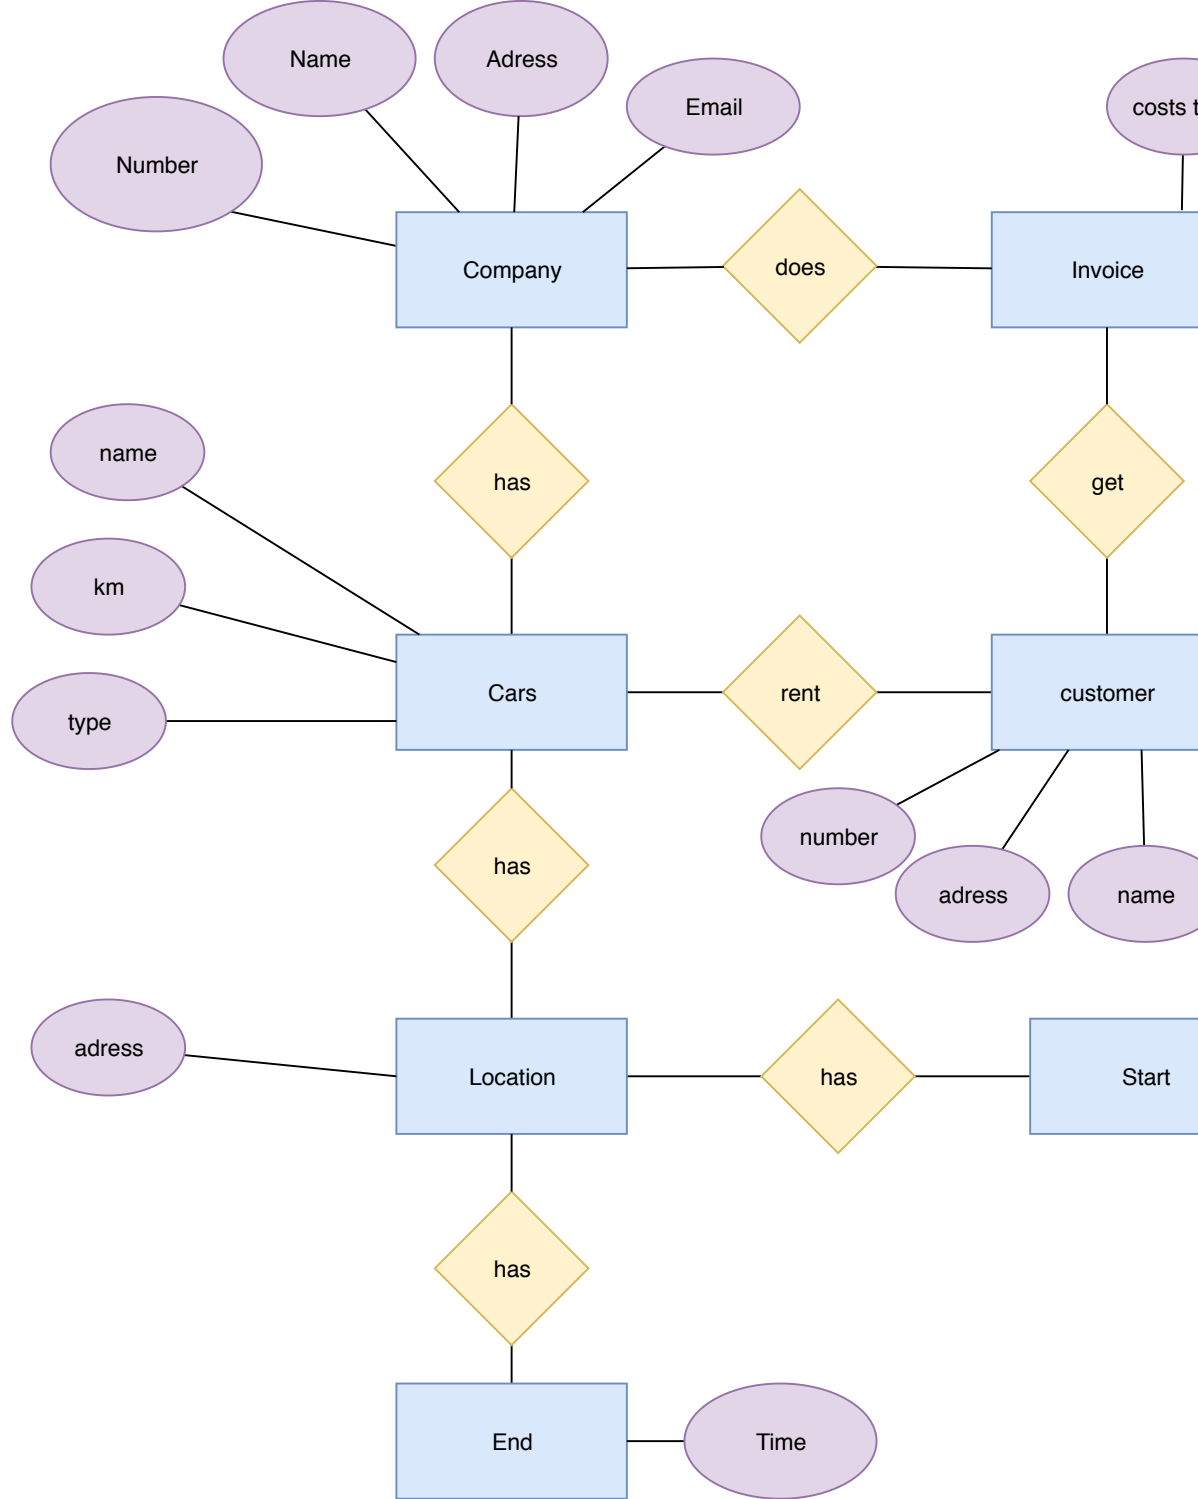 Name
Adress
Email
costs
Number
Company
does
Invoice
name
has
get
km
Cars
rent
customer
type
number
has
adress
name
adress
Location
has
Start
has
End
Time